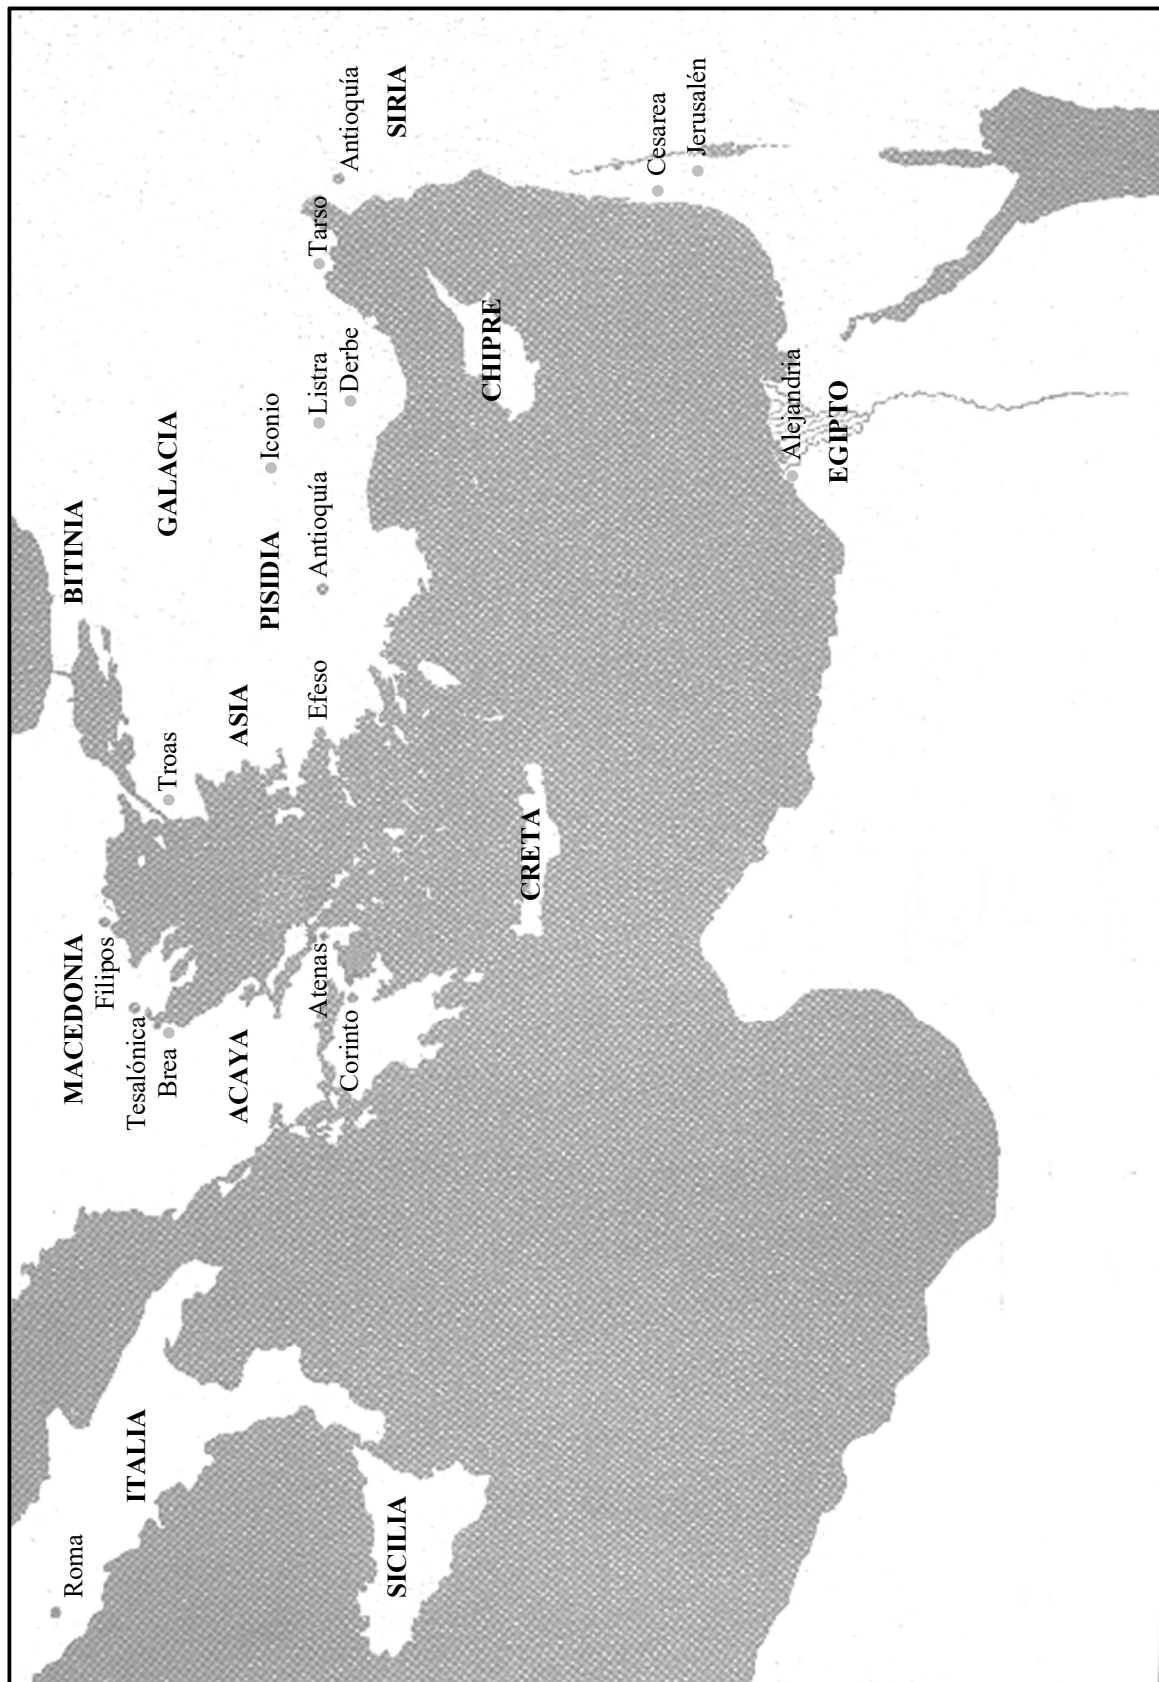 MACEDONIA
BITINIA
Filipos
Tesalónica
Brea
Troas
GALACIA
Roma
ITALIA
ACAYA
ASIA
PISIDIA
Iconio
Atenas
Corinto
Efeso
Antioquía
Listra
Derbe
Tarso
Antioquía
SIRIA
SICILIA
CRETA
CHIPRE
Cesarea
Jerusalén
Alejandria
EGIPTO